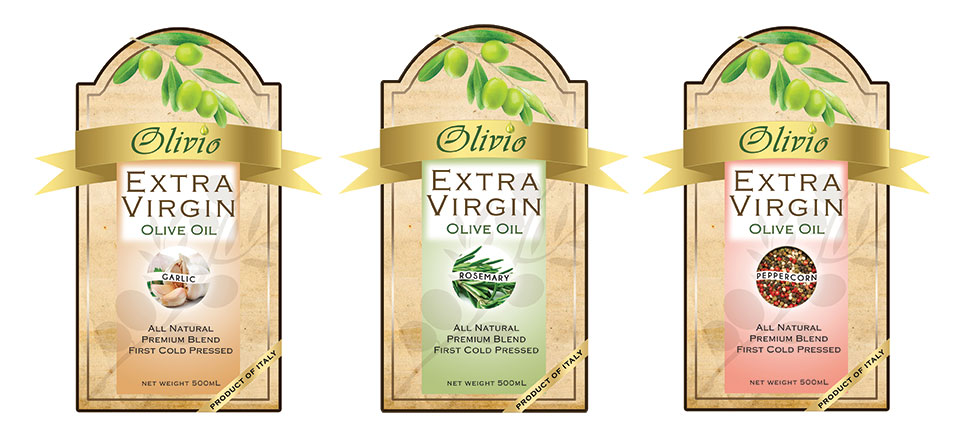 Olivio
EXTRA
VIRGIN
OLIVE OIL
GARLIC
ALL NATURAL
PREMIUM BLEND
FIRST COLD PRESSED
NET WEIGHT 500ML
PRODUCT OF ITALY
Olivio
EXTRA
VIRGIN
OLIVE OIL
ROSEMARY
ALL NATURAL
PREMIUM BLEND
FIRST COLD PRESSED
NET WEIGHT 500ML
PRODUCT OF ITALY
Olivio
EXTRA
VIRGIN
OLIVE OIL
PEPPERCORN
ALL NATURAL
PREMIUM BLEND
FIRST COLD PRESSED
NET WEIGHT 500ML
PRODUCT OF ITALY